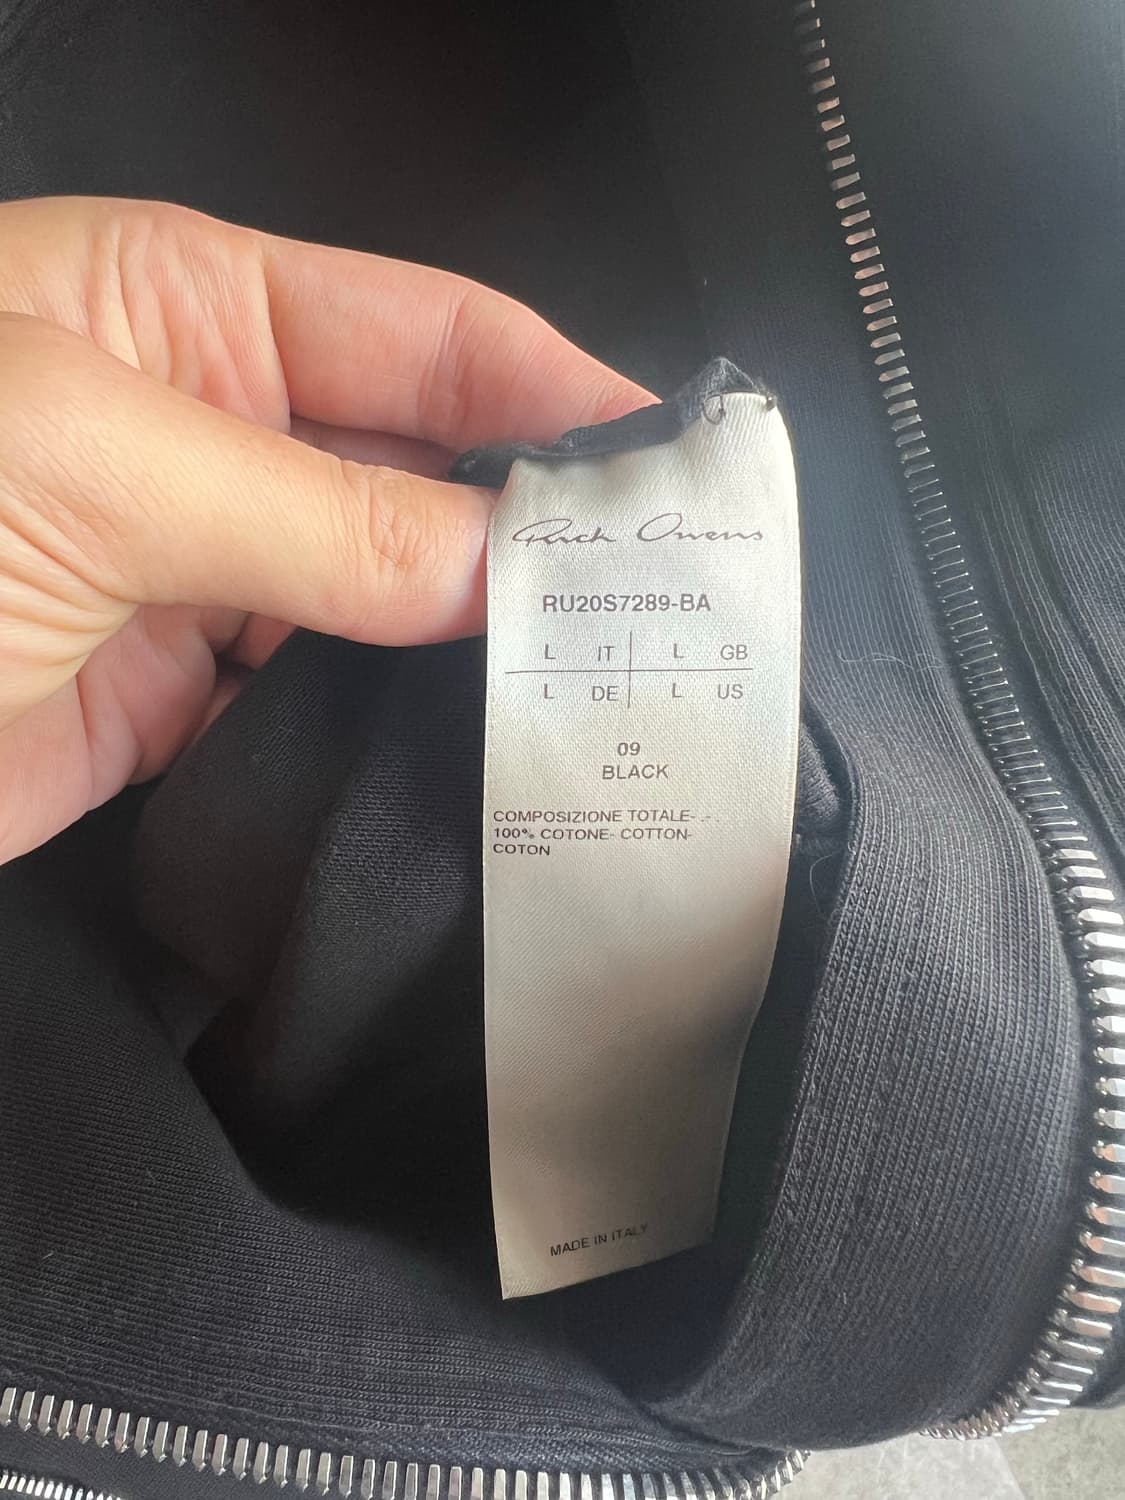 Rick Owens
RU20S7289-BA
L IT L GB
L DE L US
09
BLACK
COMPOSIZIONE TOTALE- .-.
100% COTONE- COTTON-
COTON
MADE IN ITALY